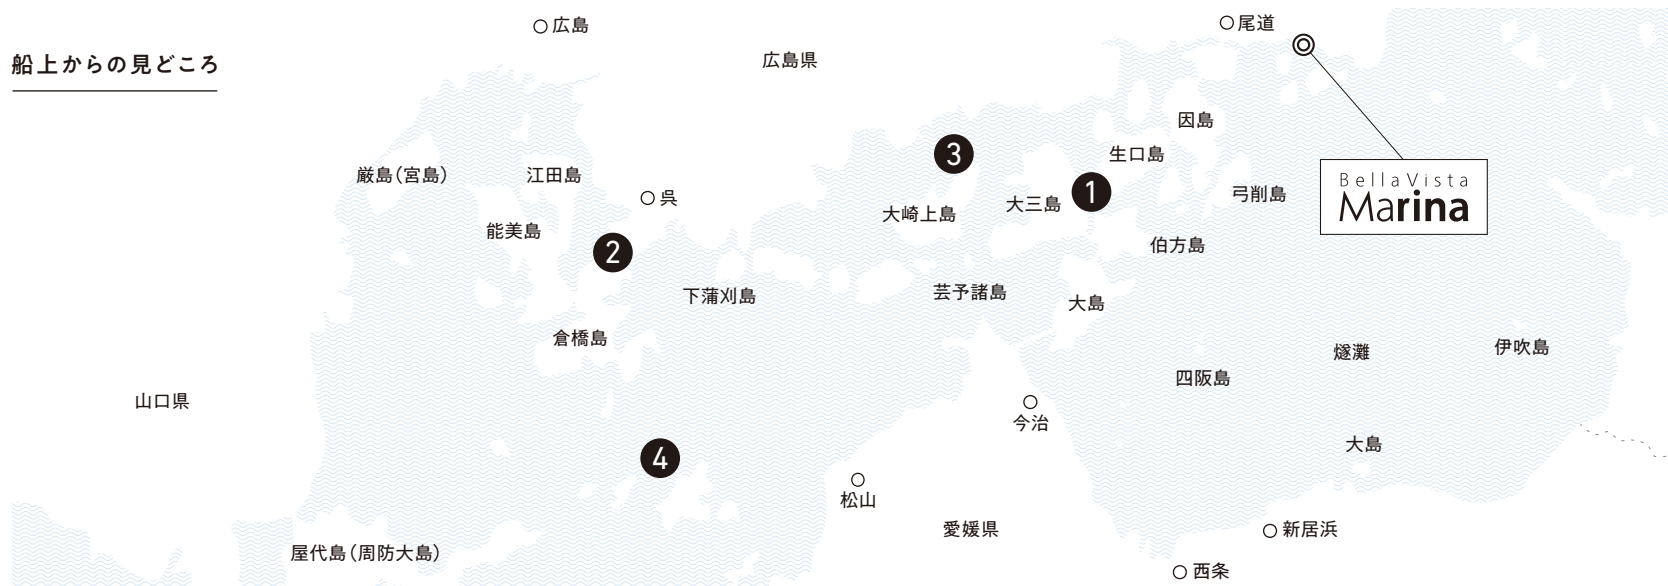 船上からの見どころ
広島
尾道
広島県
因島
3
生口島
厳島（宮島）
江田島
1
BellaVista
Marina
呉
大崎上島
大三島
弓削島
能美島
2
伯方島
下蒲刈島
芸予諸島
大島
倉橋島
燧灘
伊吹島
四阪島
山口県
今治
大島
4
松山
愛媛県
新居浜
屋代島（周防大島）
西条